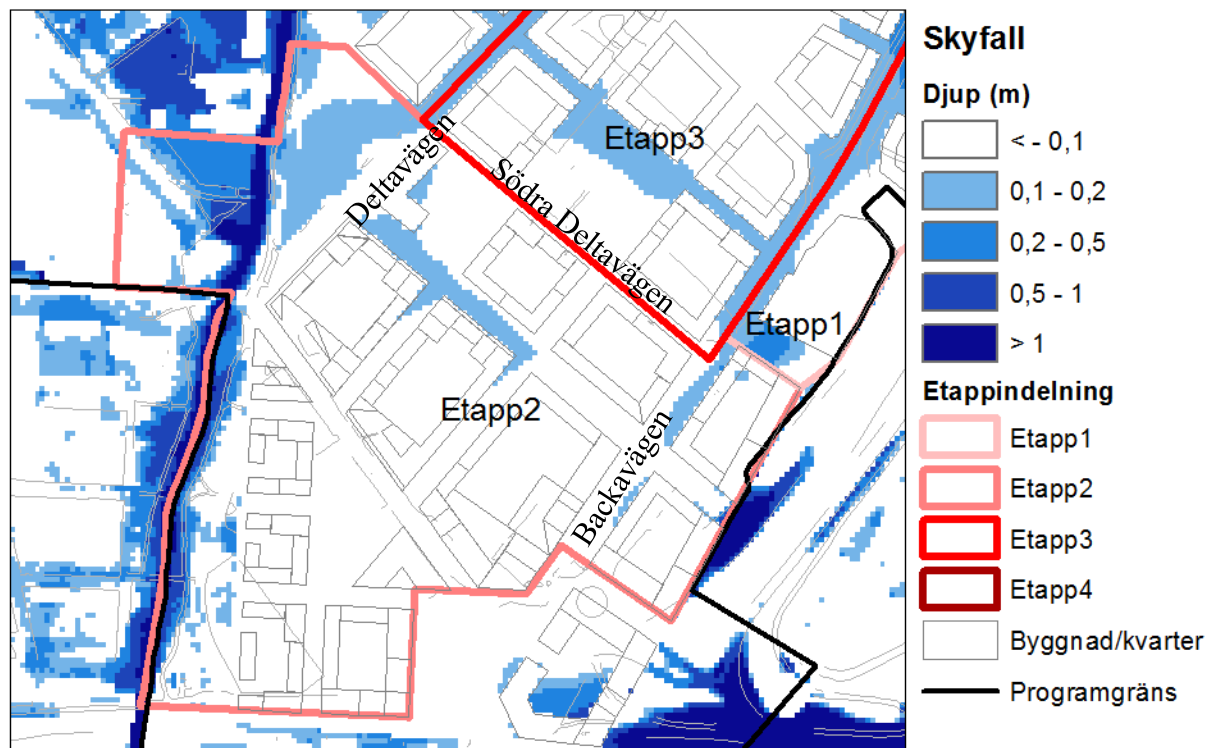 Etapp3
Deltavägen
Södra Deltavägen
Etapp1
Etapp2
Backavägen
Skyfall
Djup (m)
< - 0,1
0,1 - 0,2
0,2 - 0,5
0,5 - 1
> 1
Etappindelning
Etapp1
Etapp2
Etapp3
Etapp4
Byggnad/kvarter
Programgräns